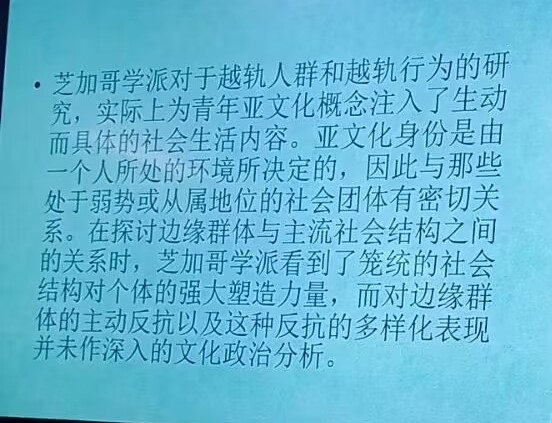 • 芝加哥学派对于越轨人群和越轨行为的研
究，实际上为青年亚文化概念注入了生动
而具体的社会生活内容。亚文化身份是由
一个人所处的环境所决定的，因此与那些
处于弱势或从属地位的社会团体有密切关
系。在探讨边缘群体与主流社会结构之间
的关系时，芝加哥学派看到了笼统的社会
结构对个体的强大塑造力量，而对边缘群
体的主动反抗以及这种反抗的多样化表现
并未作深入的文化政治分析。